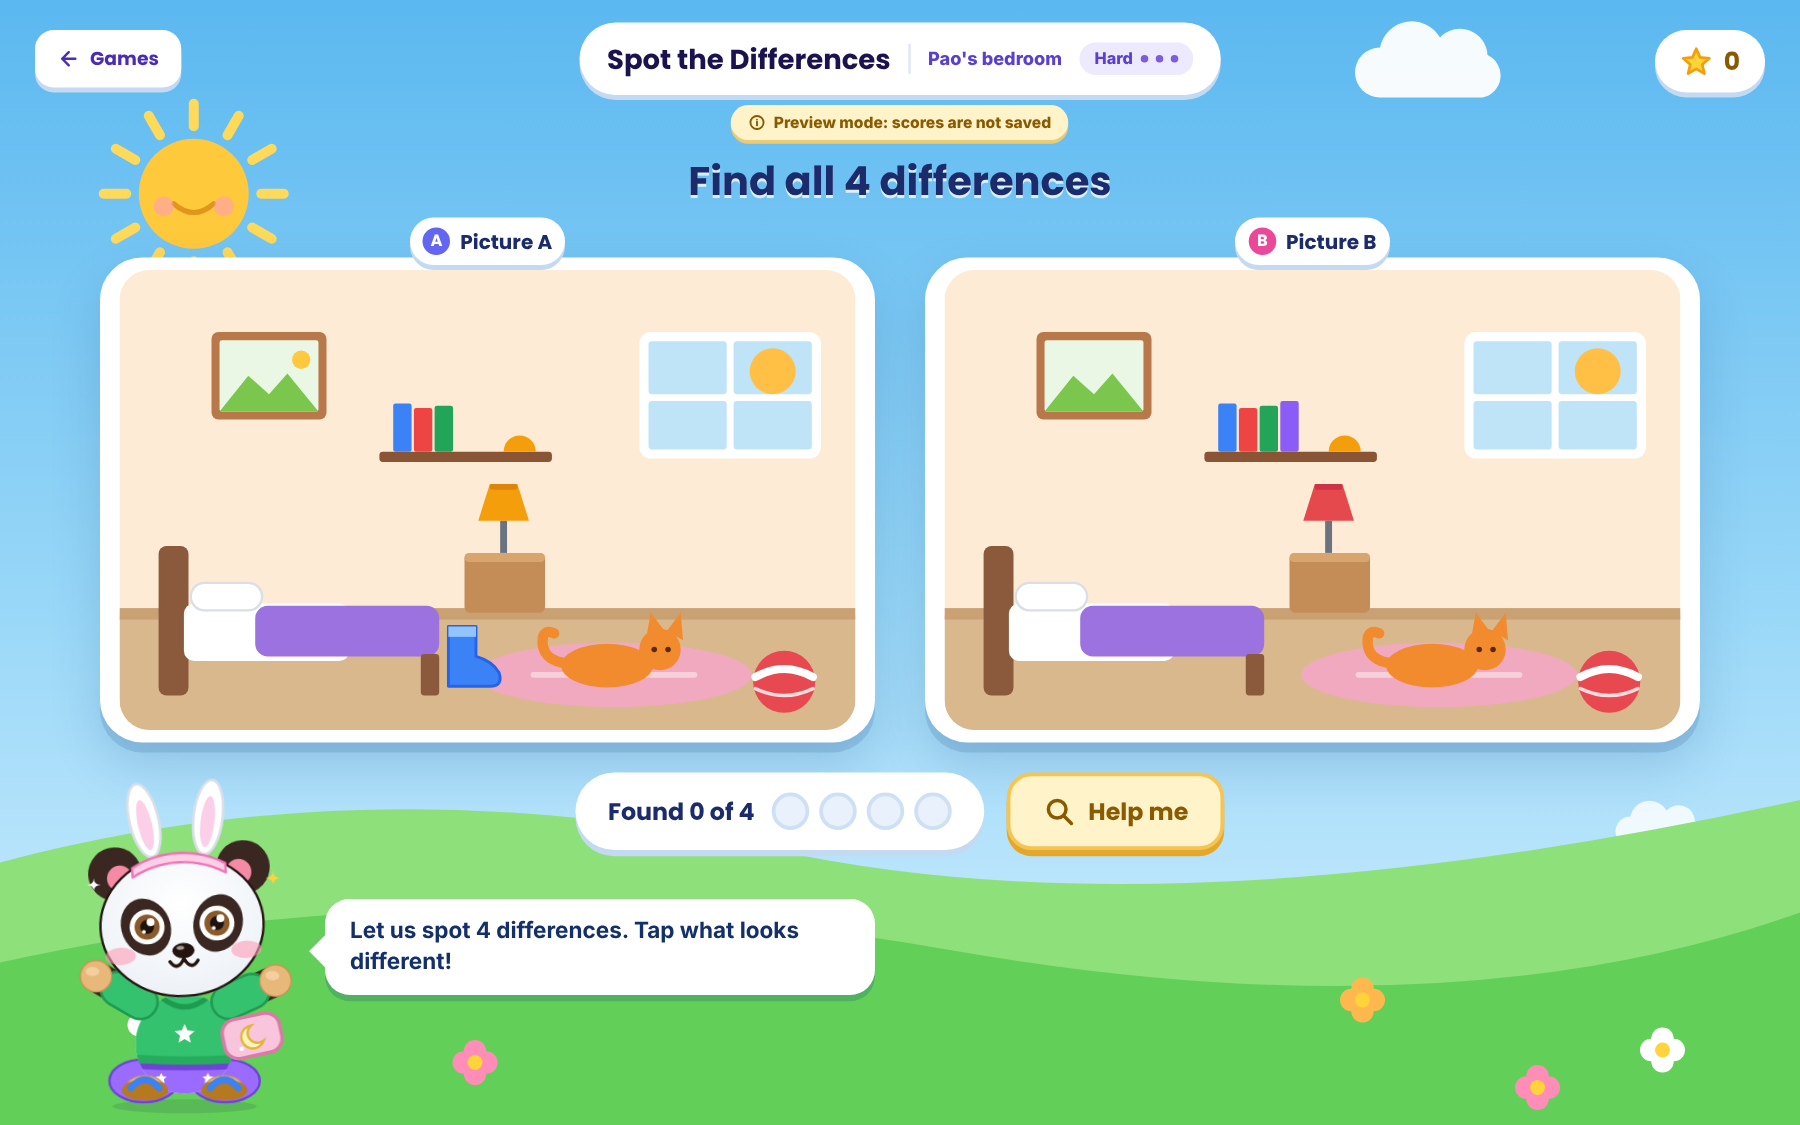 Games
Spot the Differences
Pao's bedroom
Hard
0
Preview mode: scores are not saved
Find all 4 differences
A Picture A
B Picture B
Found 0 of 4
Help me
Let us spot 4 differences. Tap what looks
different!